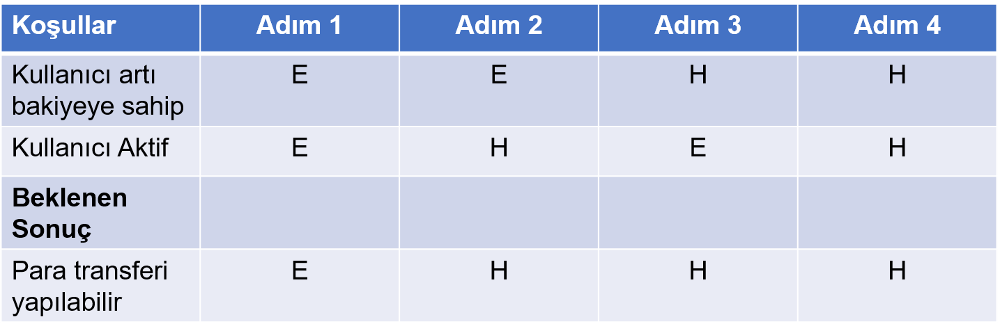 Koşullar Adım 1 Adım 2 Adım 3 Adım 4
Kullanıcı artı E E H H
bakiyeye sahip
Kullanıcı Aktif E H E H
Beklenen
Sonuç
Para transferi E H H H
yapılabilir